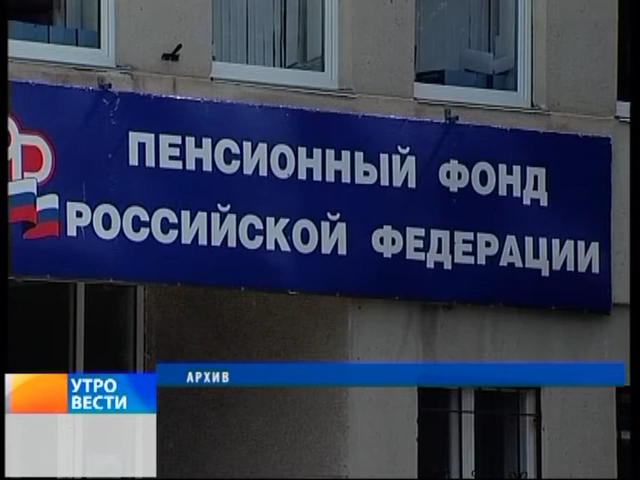 ПЕНСИОННЫЙ ФОНД
РОССИЙСКОЙ ФЕДЕРАЦИИ
АРХИВ
УТРО
ВЕСТИ